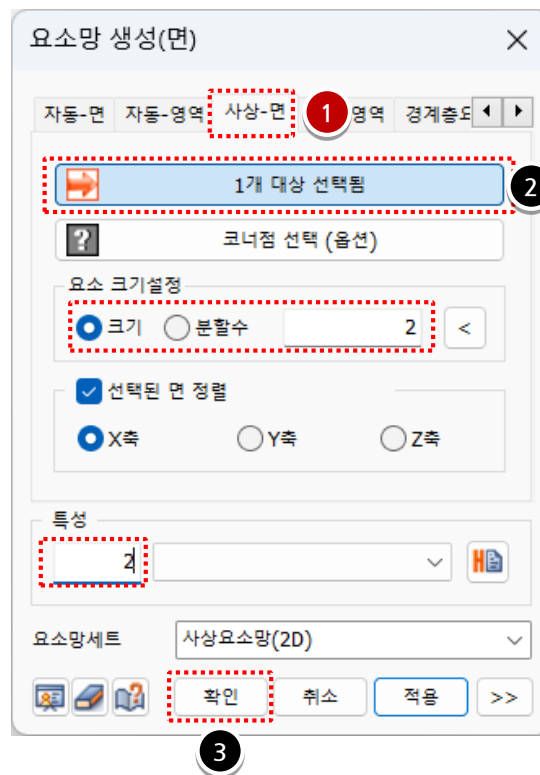 요소망 생성(면)
자동-면 자동-영역 사상-면 1 영역 경계층요
1개 대상 선택됨 2
? 코너점 선택 (옵션)
요소 크기설정
크기 분할수 2 <
선택된 면 정렬
X축 Y축 Z축
특성
2 H
요소망세트 사상요소망(2D)
확인 취소 적용 >>
3